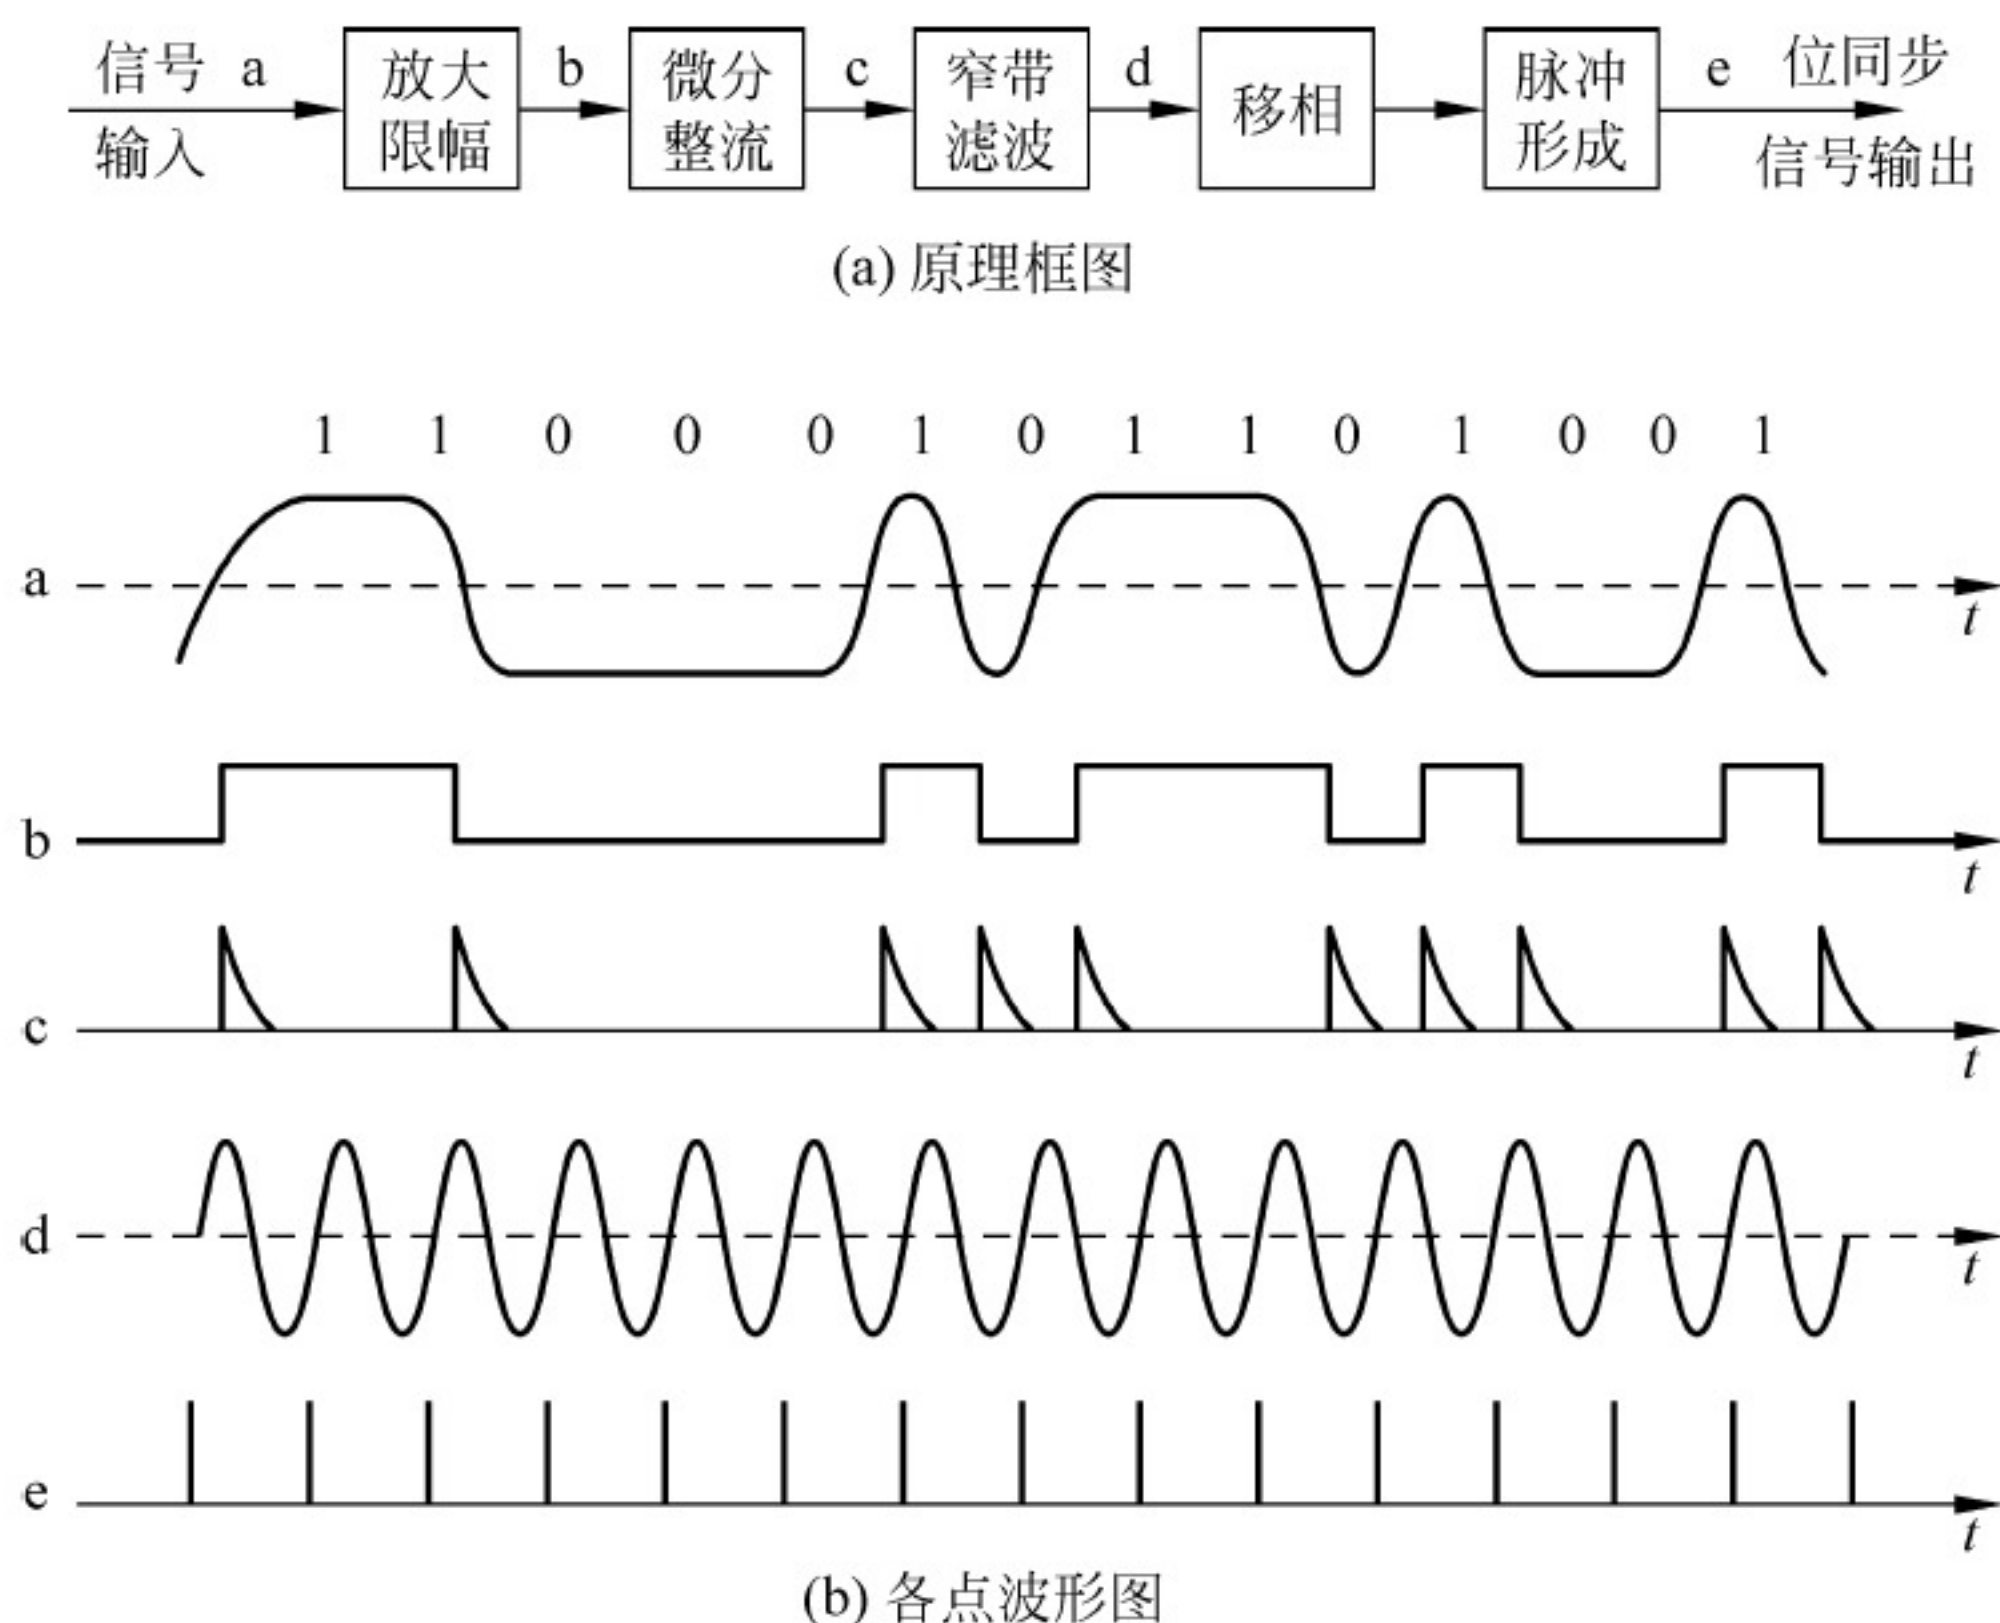 信号 a 放大 b 微分 c 窄带 d 移相 脉冲 e 位同步
输入 限幅 整流 滤波 形成 信号输出
(a) 原理框图
1 1 0 0 0 1 0 1 1 0 1 0 0 1
a
t
b
t
c
t
d
t
e
t
(b) 各点波形图